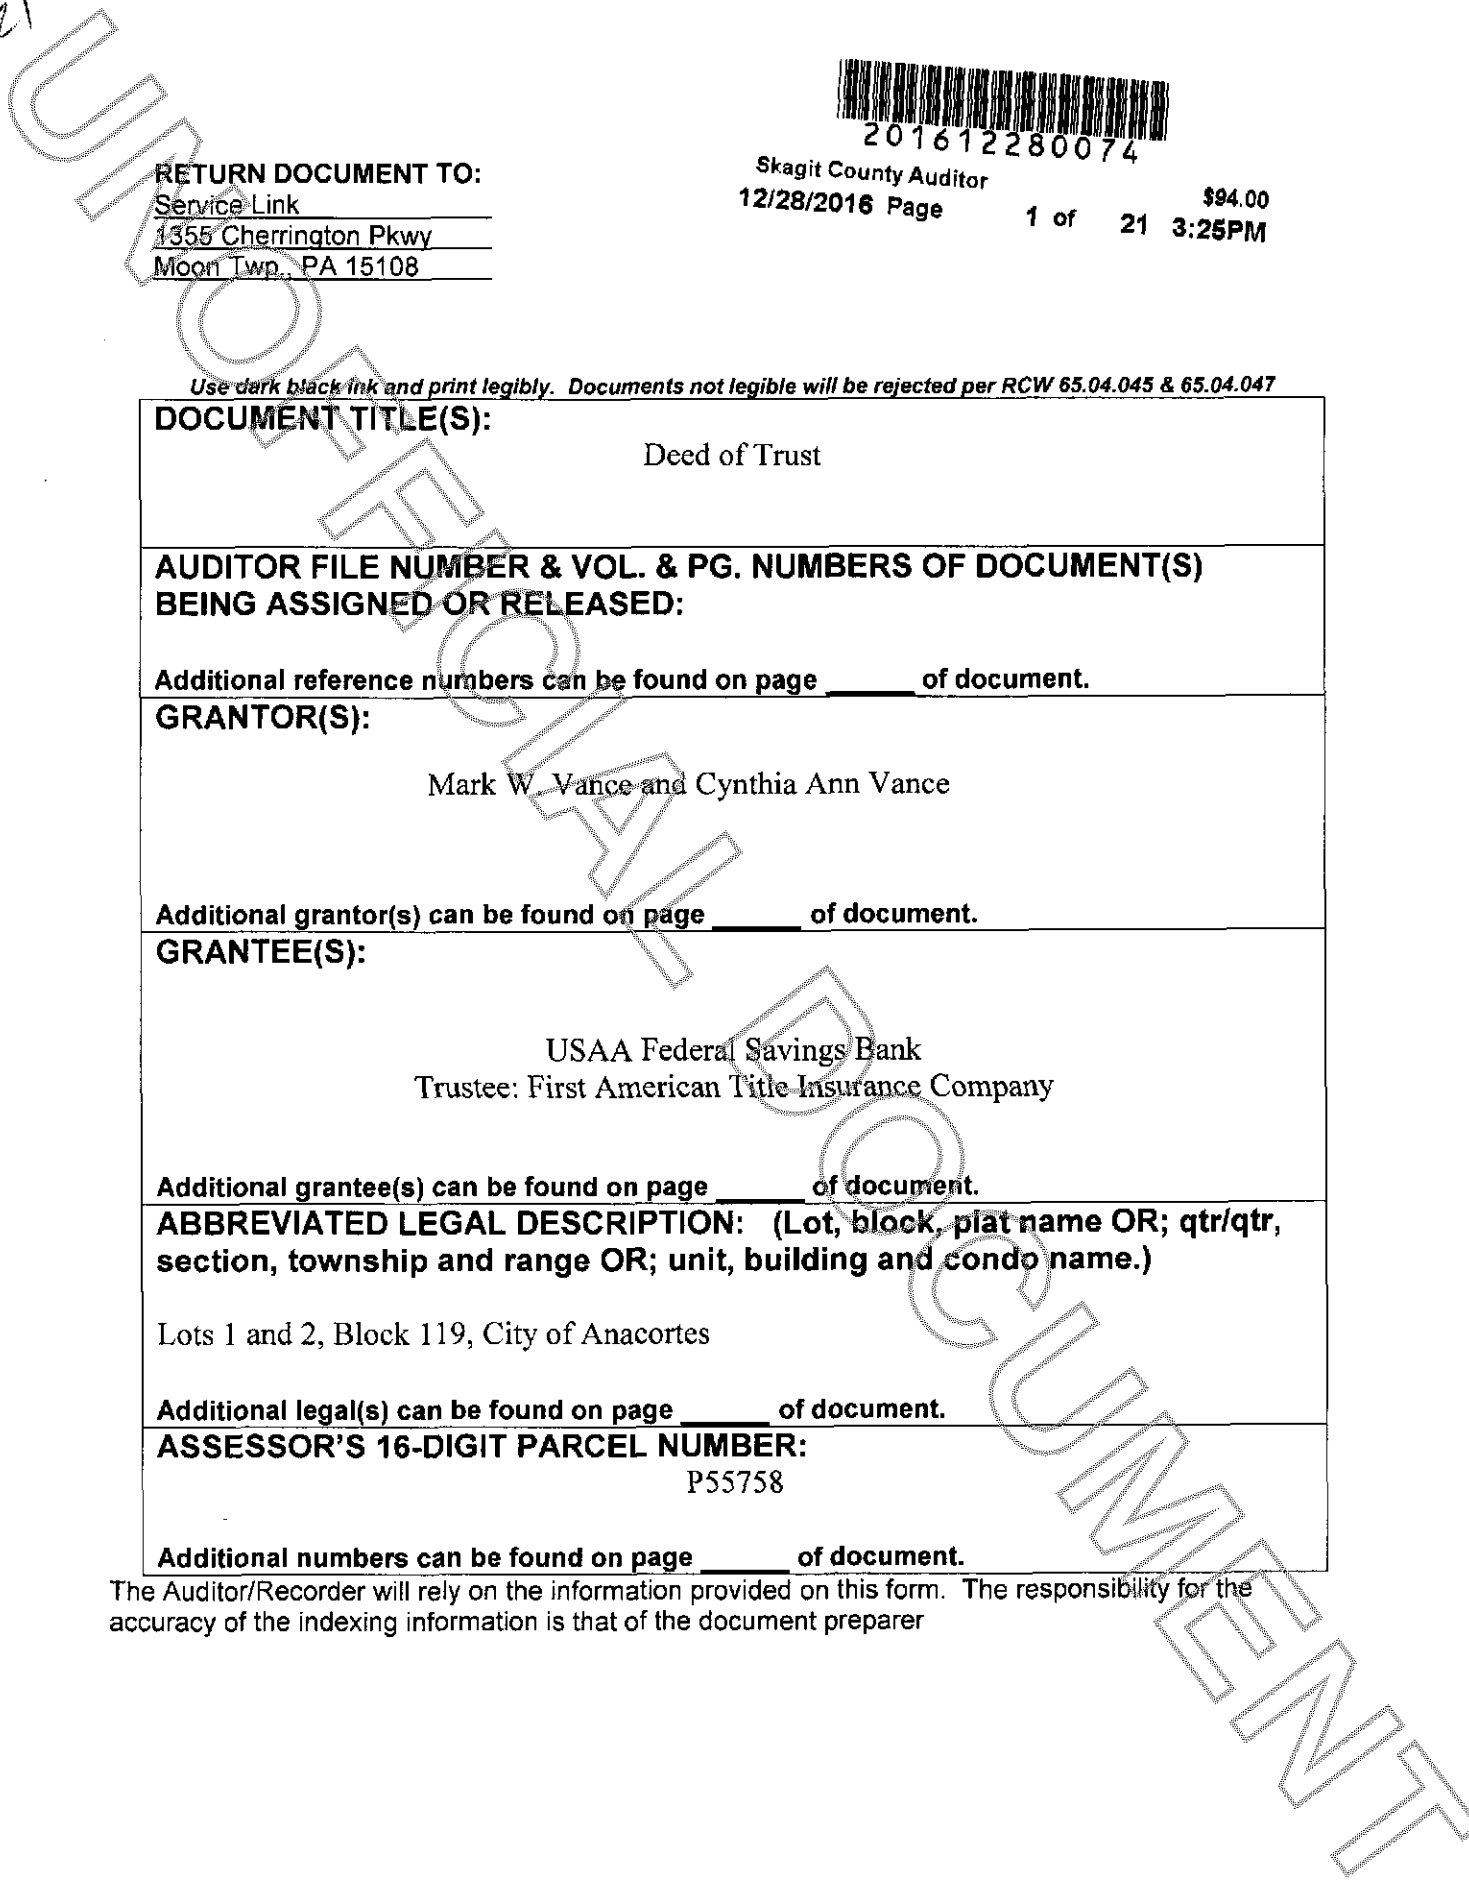 201612280074
Skagit County Auditor $94.00
12/28/2016 Page 1 of 21 3:25PM
RETURN DOCUMENT TO:
Service Link
1355 Cherrington Pkwy
Moon Twp., PA 15108
Use dark black ink and print legibly. Documents not legible will be rejected per RCW 65.04.045 & 65.04.047
DOCUMENT TITLE(S):
Deed of Trust
AUDITOR FILE NUMBER & VOL. & PG. NUMBERS OF DOCUMENT(S)
BEING ASSIGNED OR RELEASED:
Additional reference numbers can be found on page ______ of document.
GRANTOR(S):
Mark W. Vance and Cynthia Ann Vance
Additional grantor(s) can be found on page ______ of document.
GRANTEE(S):
USAA Federal Savings Bank
Trustee: First American Title Insurance Company
Additional grantee(s) can be found on page ______ of document.
ABBREVIATED LEGAL DESCRIPTION: (Lot, block, plat name OR; qtr/qtr,
section, township and range OR; unit, building and condo name.)
Lots 1 and 2, Block 119, City of Anacortes
Additional legal(s) can be found on page ______ of document.
ASSESSOR'S 16-DIGIT PARCEL NUMBER:
P55758
Additional numbers can be found on page ______ of document.
The Auditor/Recorder will rely on the information provided on this form. The responsibility for the
accuracy of the indexing information is that of the document preparer
UNOFFICIAL DOCUMENT